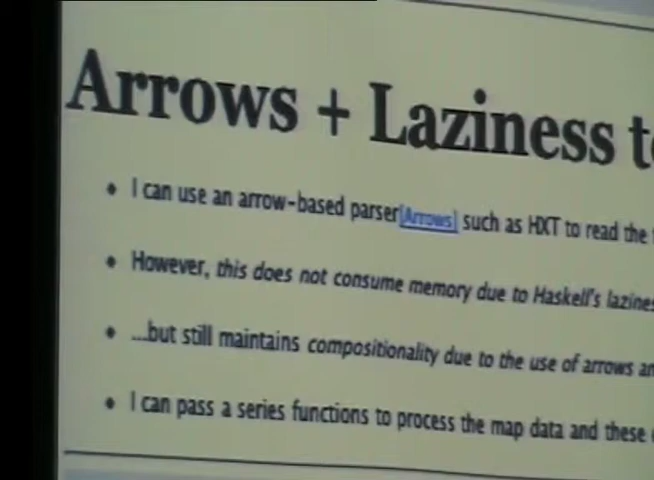 Arrows + Laziness
• I can use an arrow-based parser[Arrows] such as HXT to read the
• However, this does not consume memory due to Haskell's
• ...but still maintains compositionality due to the use of arrows
• I can pass a series functions to process the map data and these